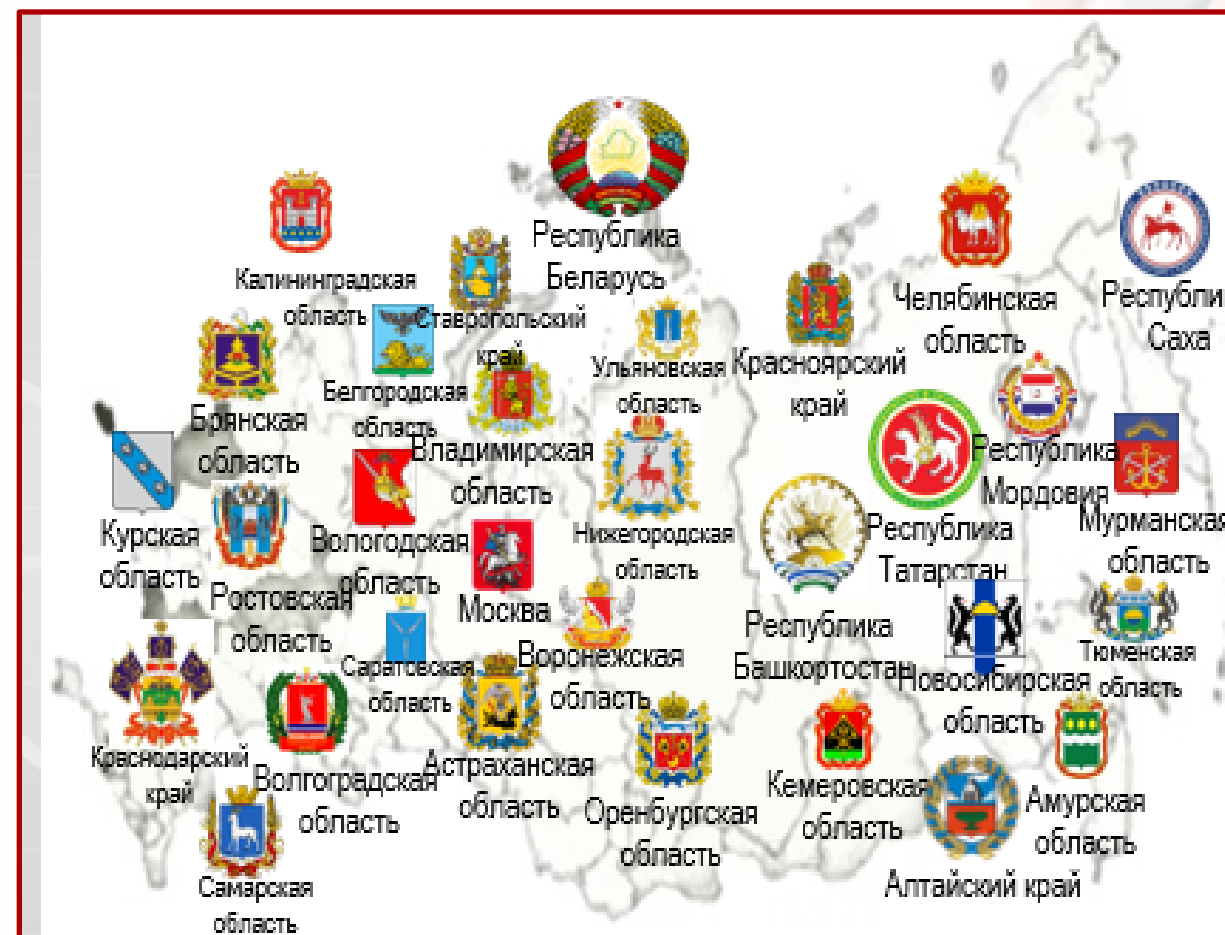 Республика
Беларусь
Калининградская
область
Ставропольский
край
Челябинская
область
Республи
Саха
Белгородская
область
Ульяновская
область
Красноярский
край
Брянская
область
Владимирская
область
Республика
Мордовия
Курская
область
Вологодская
область
Нижегородская
область
Республика
Татарстан
Мурманская
область
Ростовская
область
Москва
Республика
Башкортостан
Саратовская
область
Воронежская
область
Новосибирская
область
Тюменская
область
Краснодарский
край
Волгоградская
область
Астраханская
область
Оренбургская
область
Кемеровская
область
Амурская
область
Алтайский край
Самарская
область